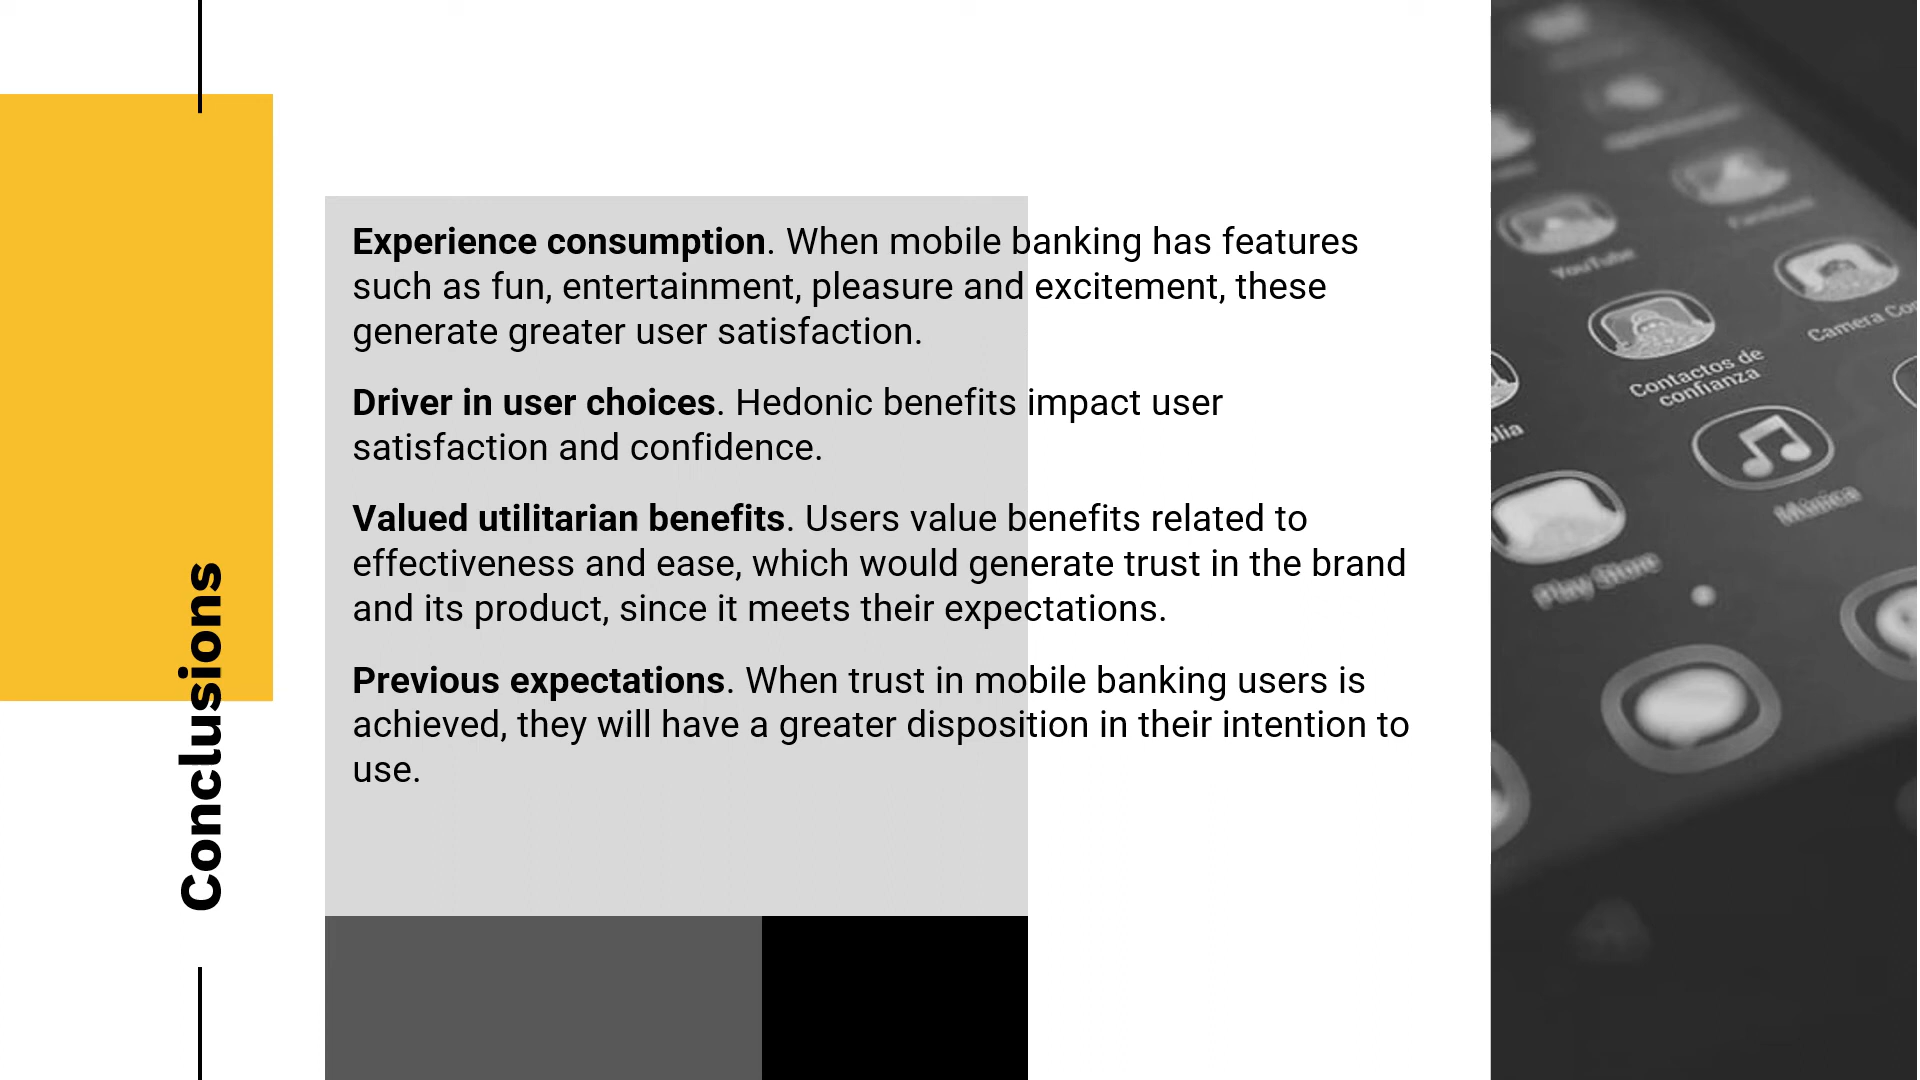 Conclusions
Experience consumption. When mobile banking has features
such as fun, entertainment, pleasure and excitement, these
generate greater user satisfaction.
Driver in user choices. Hedonic benefits impact user
satisfaction and confidence.
Valued utilitarian benefits. Users value benefits related to
effectiveness and ease, which would generate trust in the brand
and its product, since it meets their expectations.
Previous expectations. When trust in mobile banking users is
achieved, they will have a greater disposition in their intention to
use.
YouTube
Facebook
Camera
Contactos de
confianza
Música
Play Store